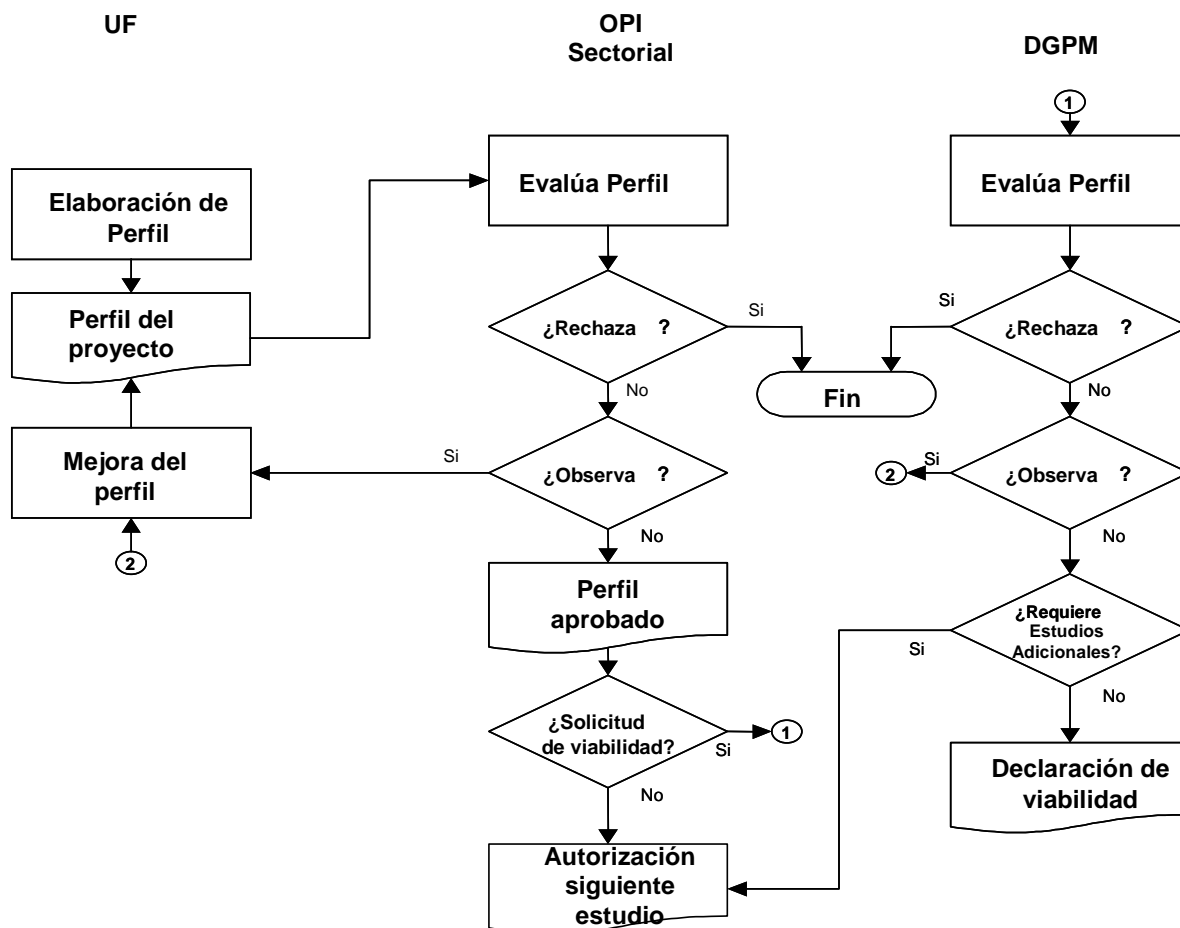 UF
OPI
Sectorial
DGPM
1
Evalúa Perfil
Evalúa Perfil
Elaboración de
Perfil
Perfil del
proyecto
¿Rechaza ?
Si
Si
¿Rechaza ?
Fin
No
No
Mejora del
perfil
Si
¿Observa ?
2
Si
¿Observa ?
2
No
No
Perfil
aprobado
¿Requiere
Estudios
Adicionales?
Si
¿Solicitud
de viabilidad?
Si
1
No
No
Declaración de
viabilidad
Autorización
siguiente
estudio